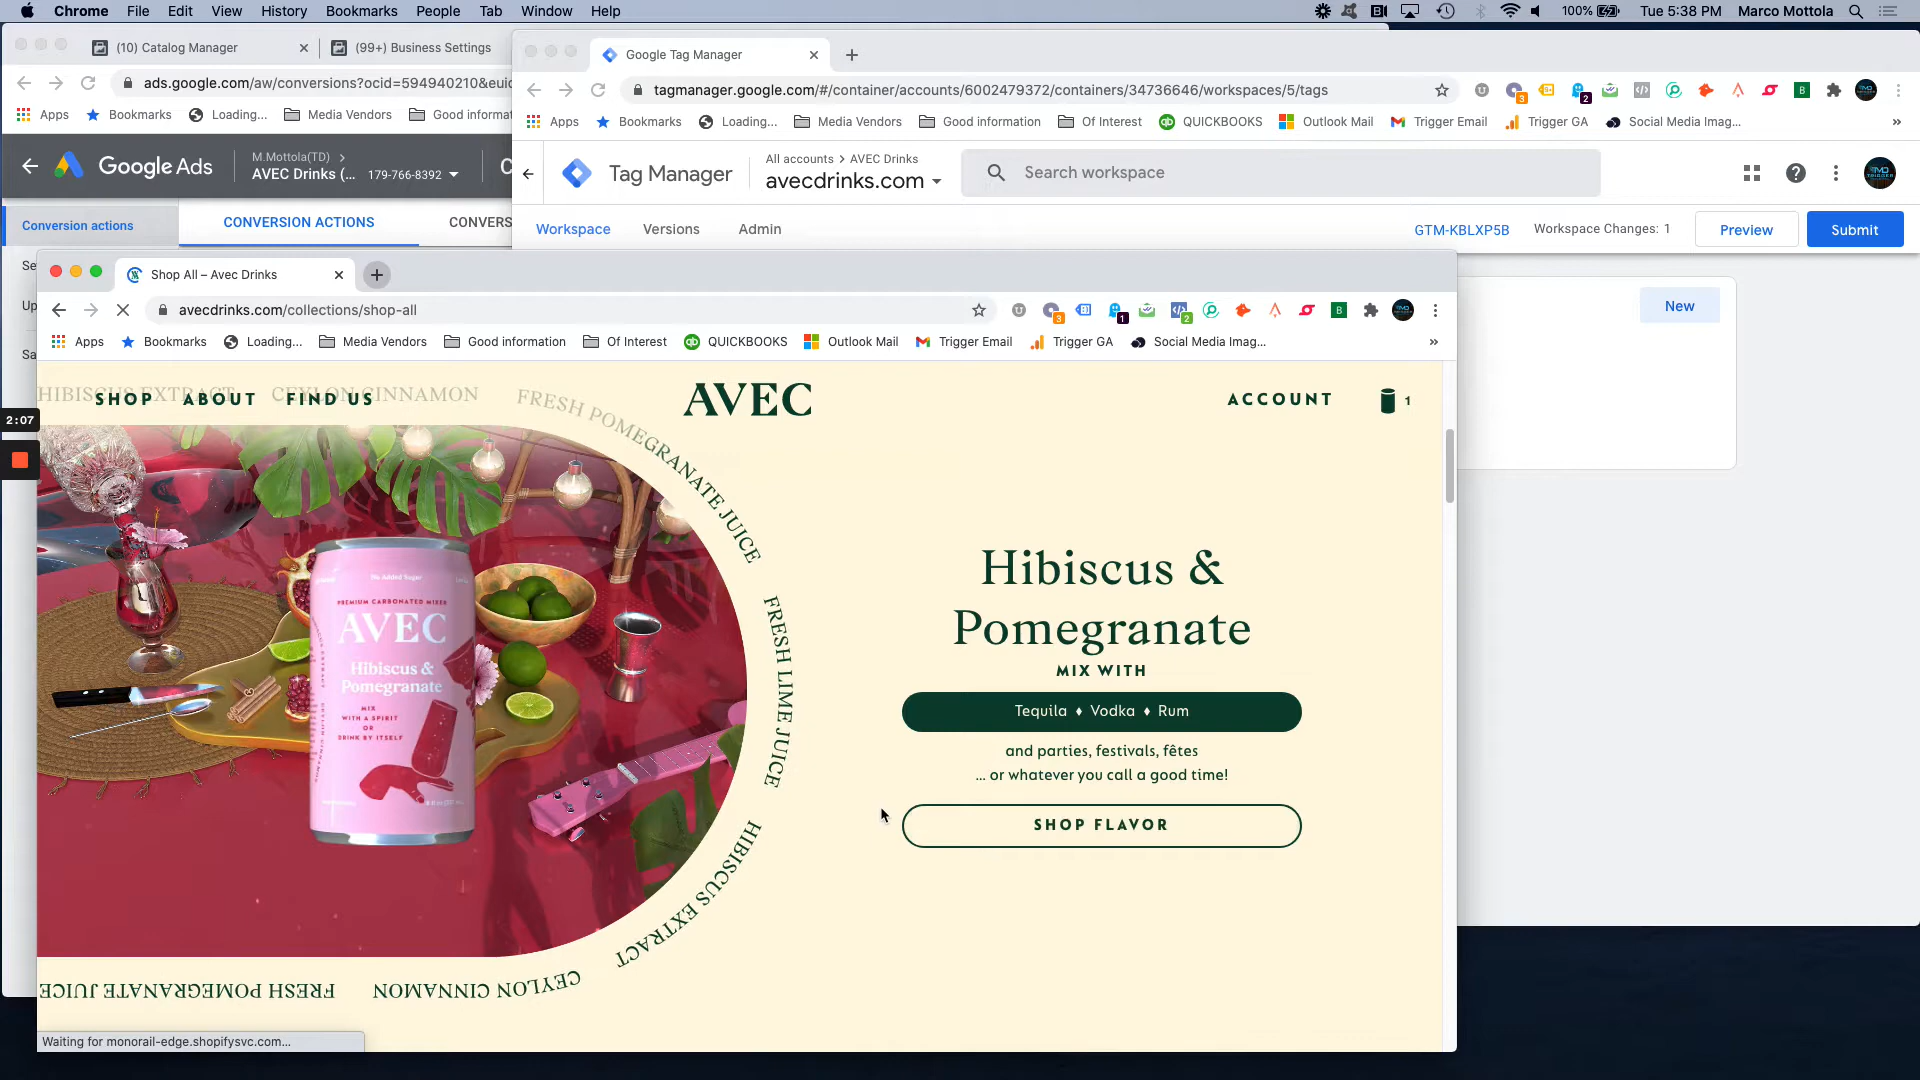 Chrome File Edit View History Bookmarks People Tab Window Help
100% Tue 5:38 PM Marco Mottola
(10) Catalog Manager
(99+) Business Settings
ads.google.com/aw/conversions?ocid=594940210&euic
Apps Bookmarks Loading... Media Vendors Good informa
Google Ads
M.Mottola(TD)
AVEC Drinks (... 179-766-8392
Conversion actions
CONVERSION ACTIONS
CONVERS
Se
Up
Sa
Google Tag Manager
tagmanager.google.com/#/container/accounts/6002479372/containers/34736646/workspaces/5/tags
3
2
Apps Bookmarks Loading... Media Vendors Good information Of Interest QUICKBOOKS Outlook Mail Trigger Email Trigger GA Social Media Imag...
Tag Manager
All accounts > AVEC Drinks
avecdrinks.com
Search workspace
Workspace Versions Admin
GTM-KBLXP5B
Workspace Changes: 1
Preview
Submit
New
Shop All – Avec Drinks
avecdrinks.com/collections/shop-all
3
1
2
Apps Bookmarks Loading... Media Vendors Good information Of Interest QUICKBOOKS Outlook Mail Trigger Email Trigger GA Social Media Imag...
HIBISCUS EXTRACT CEYLON CINNAMON FRESH POMEGRANATE JUICE FRESH LIME JUICE HIBISCUS EXTRACT CEYLON CINNAMON FRESH POMEGRANATE JUICE
SHOP ABOUT FIND US
AVEC
ACCOUNT
1
2:07
No Added Sugar
PREMIUM CARBONATED MIXER
AVEC
Hibiscus &
Pomegranate
MIX
WITH A SPIRIT
OR
DRINK BY ITSELF
Hibiscus &
Pomegranate
MIX WITH
Tequila ♦ Vodka ♦ Rum
and parties, festivals, fêtes
... or whatever you call a good time!
SHOP FLAVOR
Waiting for monorail-edge.shopifysvc.com...